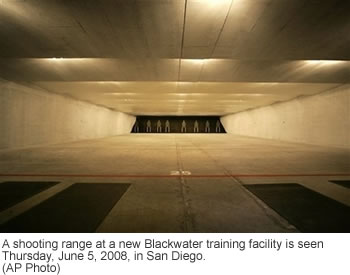 A shooting range at a new Blackwater training facility is seen
Thursday, June 5, 2008, in San Diego.
(AP Photo)